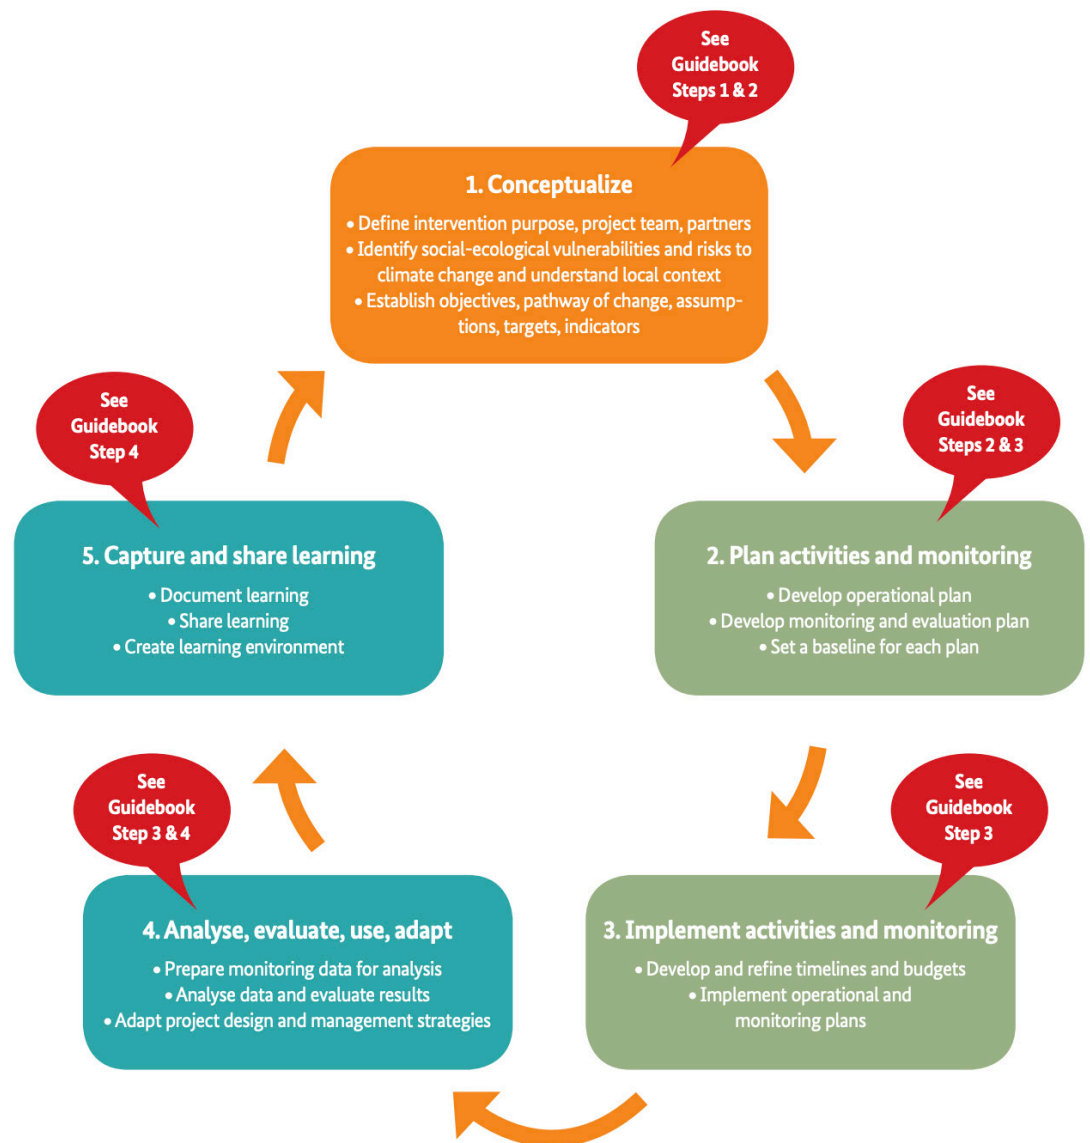 See
Guidebook
Steps 1 & 2
1. Conceptualize
• Define intervention purpose, project team, partners
• Identify social-ecological vulnerabilities and risks to
climate change and understand local context
• Establish objectives, pathway of change, assump-
tions, targets, indicators
See
Guidebook
Steps 2 & 3
2. Plan activities and monitoring
• Develop operational plan
• Develop monitoring and evaluation plan
• Set a baseline for each plan
See
Guidebook
Step 3
3. Implement activities and monitoring
• Develop and refine timelines and budgets
• Implement operational and
monitoring plans
See
Guidebook
Step 3 & 4
4. Analyse, evaluate, use, adapt
• Prepare monitoring data for analysis
• Analyse data and evaluate results
• Adapt project design and management strategies
See
Guidebook
Step 4
5. Capture and share learning
• Document learning
• Share learning
• Create learning environment